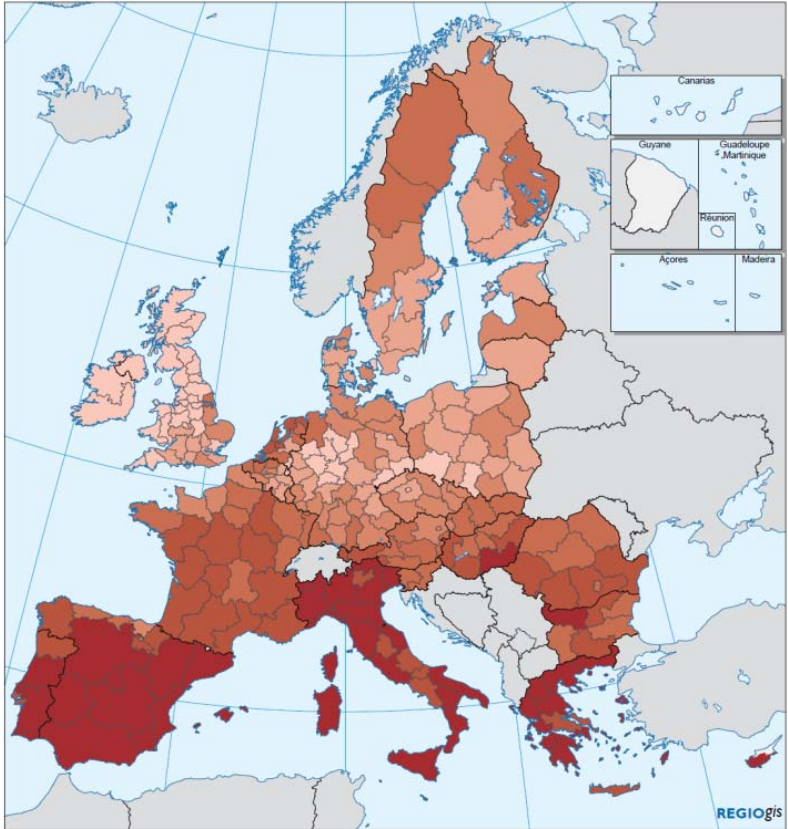 Canarias
Guyane
Guadeloupe
Martinique
Réunion
Açores
Madeira
REGIOgis